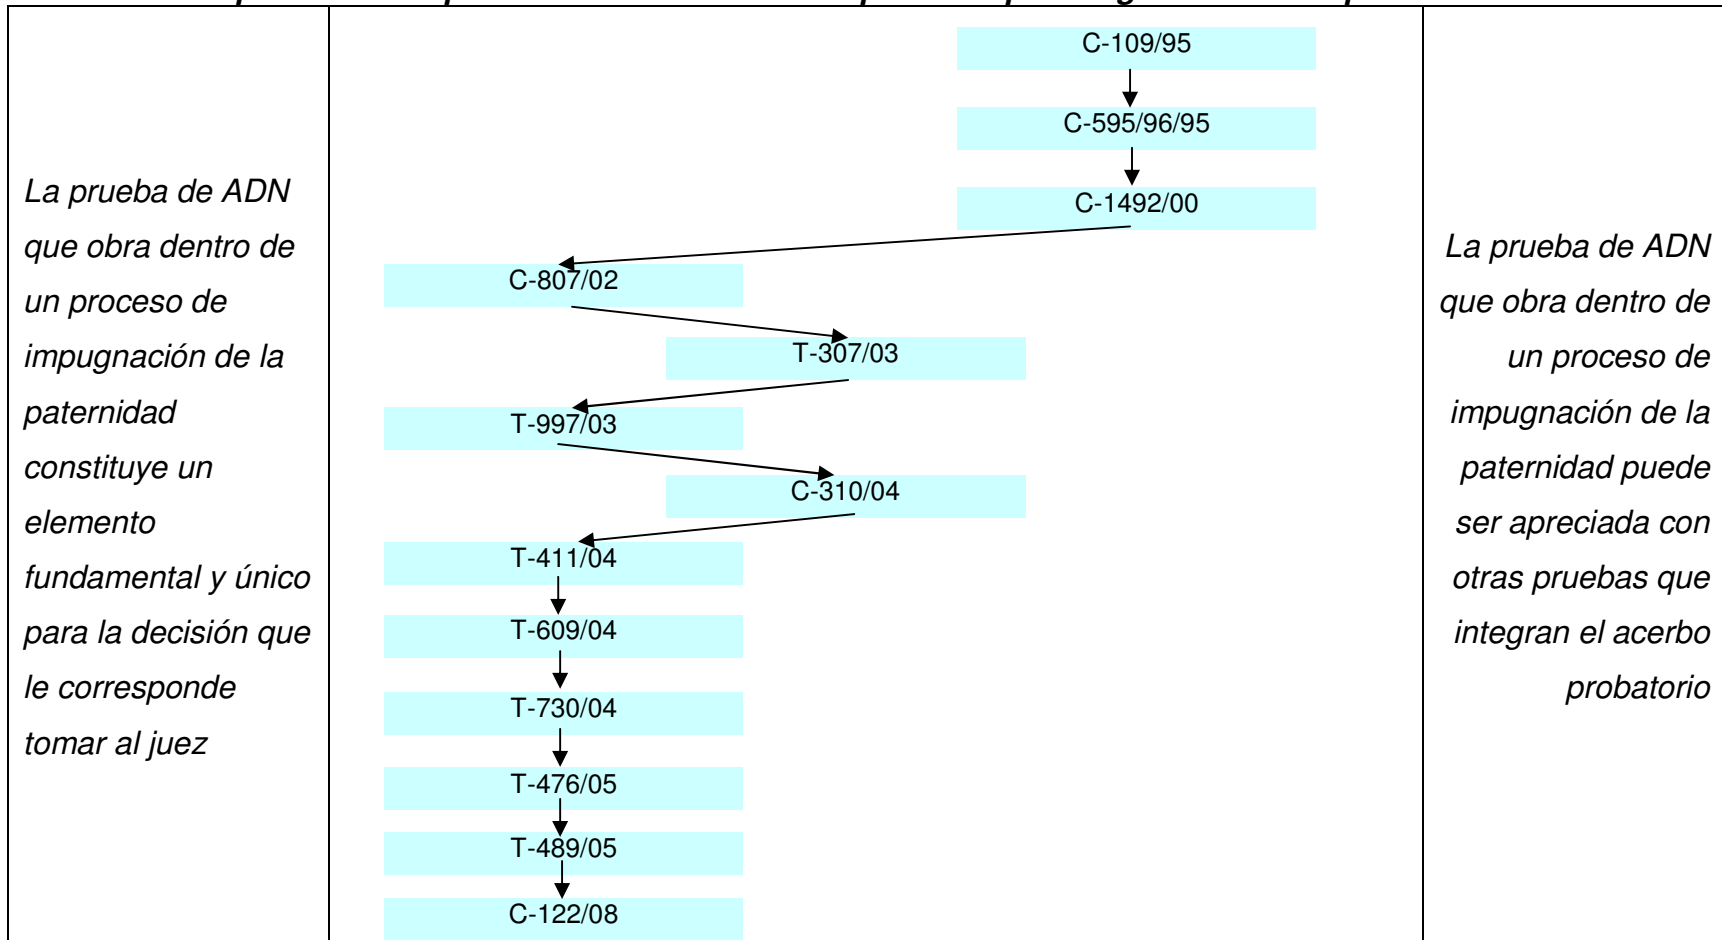 La prueba de ADN
que obra dentro de
un proceso de
impugnación de la
paternidad
constituye un
elemento
fundamental y único
para la decisión que
le corresponde
tomar al juez
C-109/95
C-595/96/95
C-1492/00
C-807/02
T-307/03
T-997/03
C-310/04
T-411/04
T-609/04
T-730/04
T-476/05
T-489/05
C-122/08
La prueba de ADN
que obra dentro de
un proceso de
impugnación de la
paternidad puede
ser apreciada con
otras pruebas que
integran el acerbo
probatorio